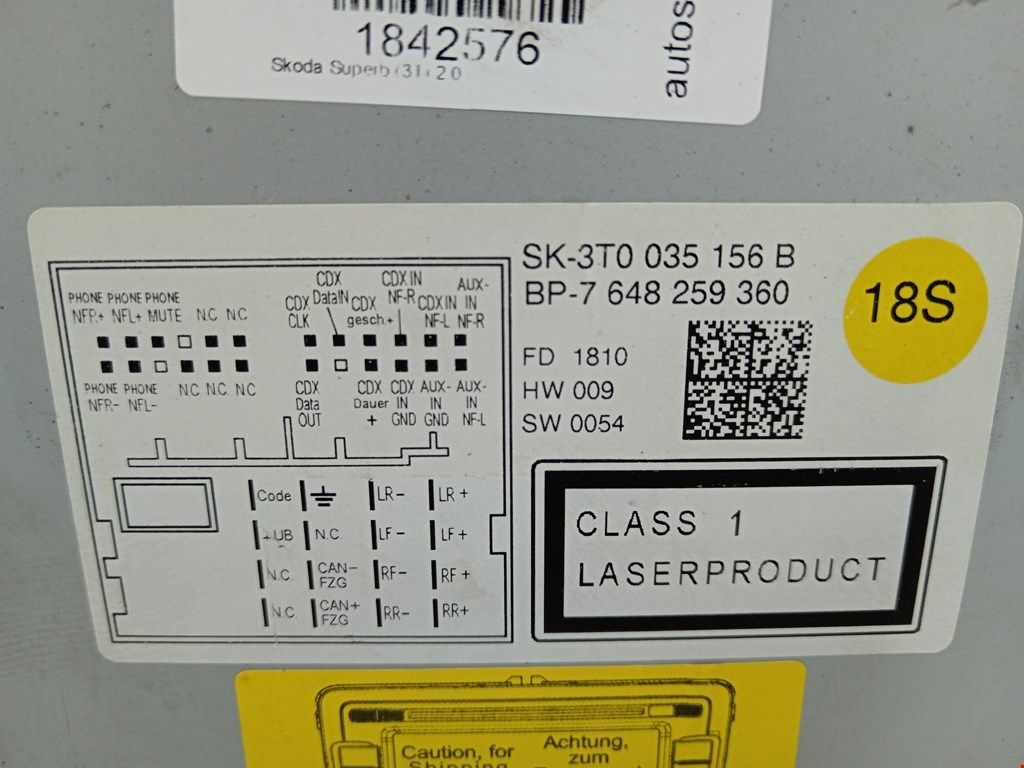 1842576
Skoda Superb (31) 2.0
autos
SK-3T0 035 156 B
BP-7 648 259 360
18S
FD 1810
HW 009
SW 0054
CLASS 1
LASERPRODUCT
PHONE PHONE PHONE
NFR+ NFL+ MUTE N.C N.C
CDX
CLK
CDX
DataIN
CDX
gesch.+
CDX IN
NF-R
CDX IN
NF-L
AUX-
IN
NF-R
PHONE PHONE
NFR- NFL-
N.C N.C N.C
CDX
Data
OUT
CDX
Dauer
+
CDX
IN
GND
AUX-
IN
GND
AUX-
IN
NF-L
Code LR- LR+
+UB N.C. LF- LF+
N.C. CAN-
FZG RF- RF+
N.C. CAN+
FZG RR- RR+
Caution, for
Shipping
Achtung,
zum